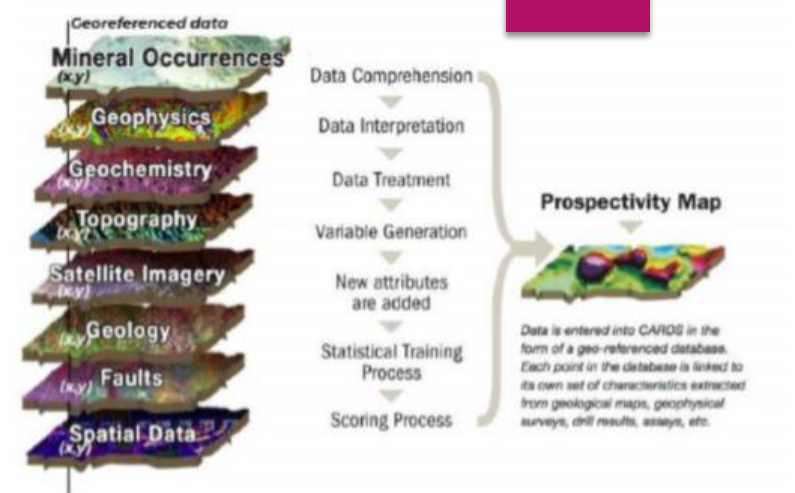 Georeferenced data
Mineral Occurrences
(x,y)
Geophysics
(x,y)
Geochemistry
(x,y)
Topography
(x,y)
Satellite Imagery
(x,y)
Geology
(x,y)
Faults
(x,y)
Spatial Data
(x,y)
Data Comprehension
Data Interpretation
Data Treatment
Variable Generation
New attributes
are added
Statistical Training
Process
Scoring Process
Prospectivity Map
Data is entered into CARDS in the
form of a geo-referenced database.
Each point in the database is linked to
its own set of characteristics extracted
from geological maps, geophysical
surveys, drill results, assays, etc.